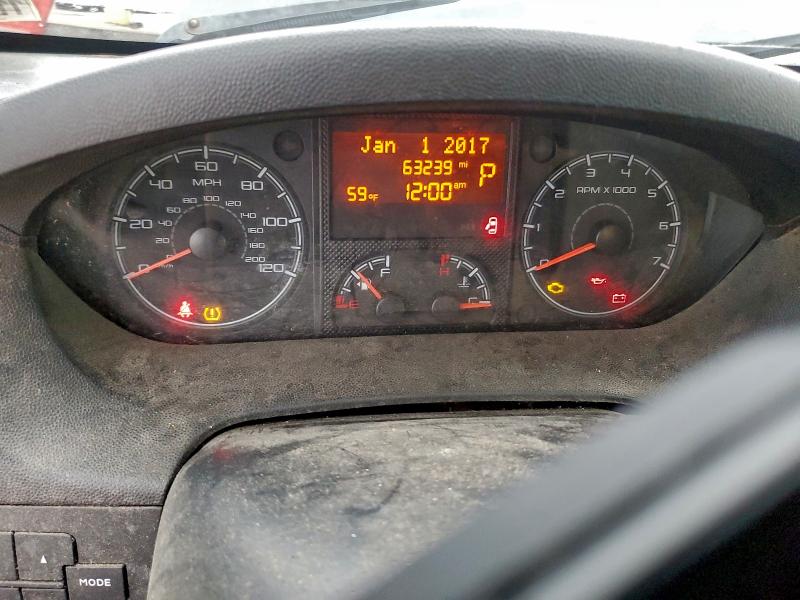 Jan 1 2017
63239 mi
P
59°F 12:00 am
0 20 40 60 80 100 120
MPH
20 40 60 80 100 120 140 160 180 200
km/h
E F
H C
0 1 2 3 4 5 6 7
RPM X 1000
MODE